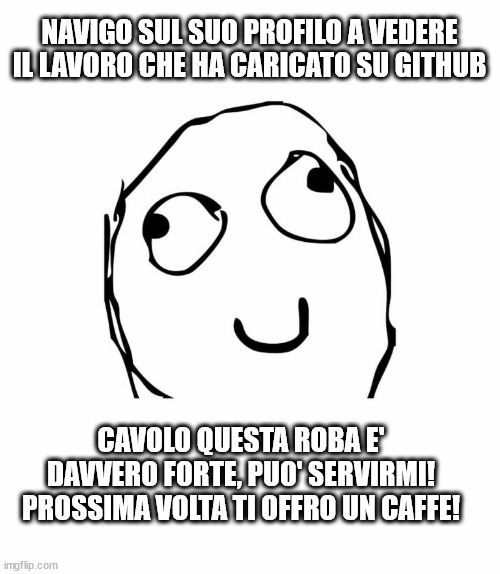 NAVIGO SUL SUO PROFILO A VEDERE
IL LAVORO CHE HA CARICATO SU GITHUB
CAVOLO QUESTA ROBA E'
DAVVERO FORTE, PUO' SERVIRMI!
PROSSIMA VOLTA TI OFFRO UN CAFFE!
imgflip.com